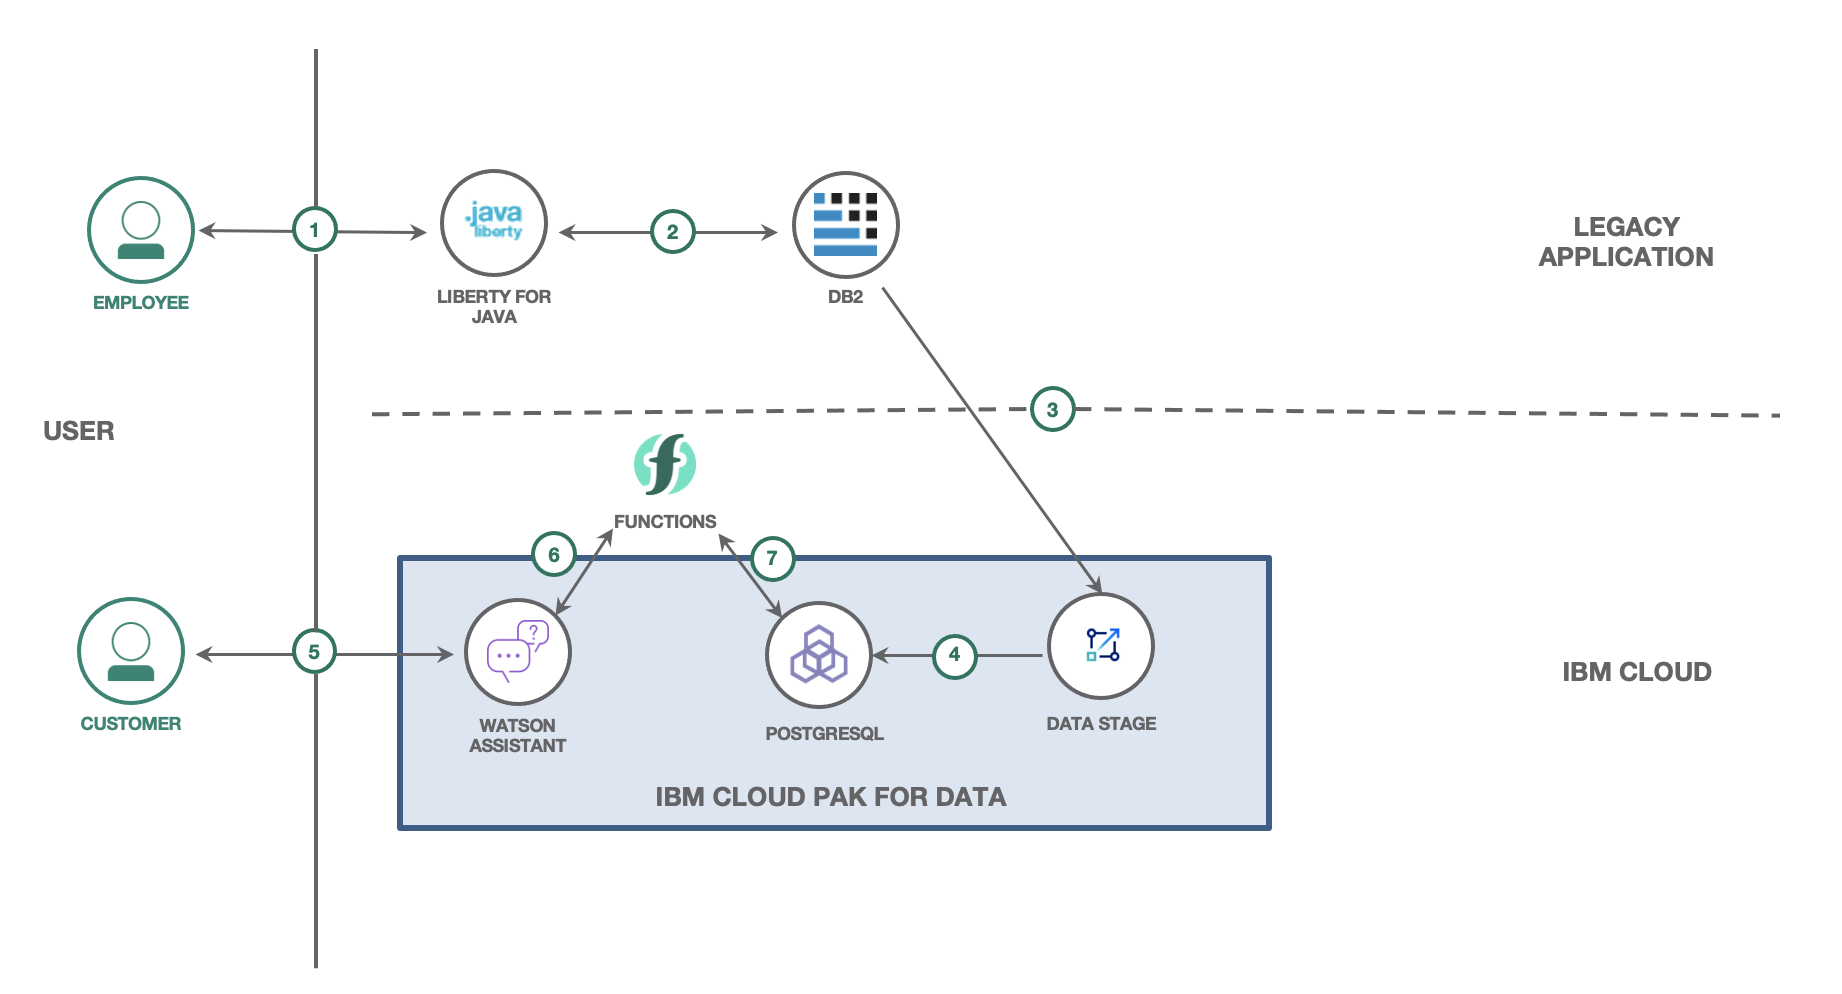 1
.java
liberty
2
EMPLOYEE
LIBERTY FOR
JAVA
DB2
LEGACY
APPLICATION
3
USER
FUNCTIONS
6
7
5
?
4
CUSTOMER
WATSON
ASSISTANT
POSTGRESQL
DATA STAGE
IBM CLOUD
IBM CLOUD PAK FOR DATA